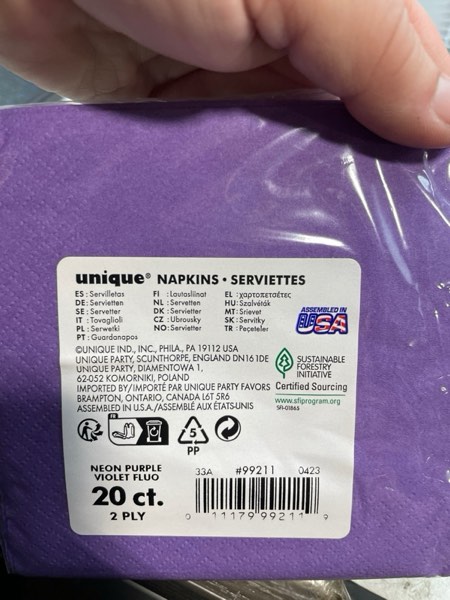 unique® NAPKINS • SERVIETTES
ES : Servilletas
DE : Servietten
SE : Servetter
IT : Tovaglioli
PL : Serwetki
PT : Guardanapos
FI : Lautasliinat
NL : Servetten
DK : Servietter
CZ : Ubrousky
NO : Servietter
EL : χαρτοπετσέτες
HU : Szalvéták
MT : Srievet
SK : Servítky
TR : Peçeteler
ASSEMBLED IN
USA
©UNIQUE IND., INC., PHILA., PA 19112 USA
UNIQUE PARTY, SCUNTHORPE, ENGLAND DN16 1DE
UNIQUE PARTY, DIAMENTOWA 1,
62-052 KOMORNIKI, POLAND
IMPORTED BY/IMPORTÉ PAR UNIQUE PARTY FAVORS
BRAMPTON, ONTARIO, CANADA L6T 5R6
ASSEMBLED IN U.S.A./ASSEMBLÉ AUX ÉTATS-UNIS
SUSTAINABLE
FORESTRY
INITIATIVE
Certified Sourcing
www.sfiprogram.org
SFI-01865
FR
5
PP
NEON PURPLE
VIOLET FLUO
20 ct.
2 PLY
33A #99211 0423
0 11179 99211 9